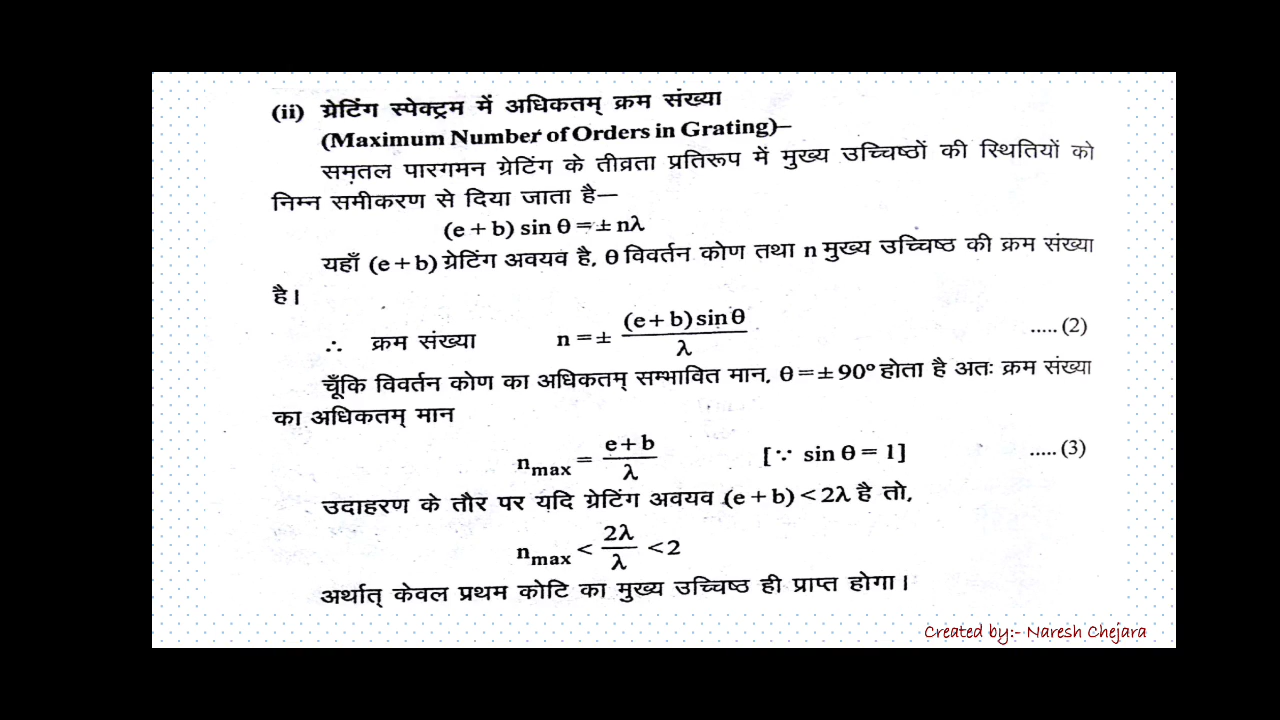 (ii) ग्रेटिंग स्पेक्ट्रम में अधिकतम् क्रम संख्या
(Maximum Number of Orders in Grating)–
समतल पारगमन ग्रेटिंग के तीव्रता प्रतिरूप में मुख्य उच्चिष्ठों की स्थितियों को
निम्न समीकरण से दिया जाता है–
(e + b) sin θ = ± nλ
यहाँ (e + b) ग्रेटिंग अवयव है, θ विवर्तन कोण तथा n मुख्य उच्चिष्ठ की क्रम संख्या
है।
∴ क्रम संख्या n = ± (e + b) sin θ / λ ..... (2)
चूँकि विवर्तन कोण का अधिकतम् सम्भावित मान, θ = ± 90° होता है अतः क्रम संख्या
का अधिकतम् मान
nmax = e + b / λ [∵ sin θ = 1] ..... (3)
उदाहरण के तौर पर यदि ग्रेटिंग अवयव (e + b) < 2λ है तो,
nmax < 2λ / λ < 2
अर्थात् केवल प्रथम कोटि का मुख्य उच्चिष्ठ ही प्राप्त होगा।
Created by:- Naresh Chejara